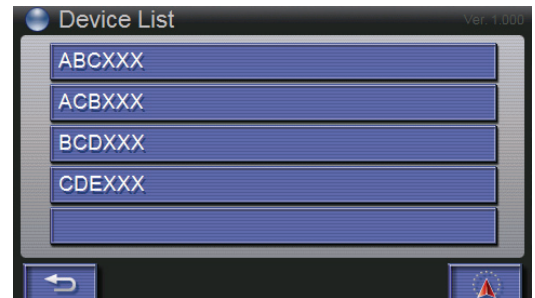 Device List
Ver. 1.000
ABCXXX
ACBXXX
BCDXXX
CDEXXX